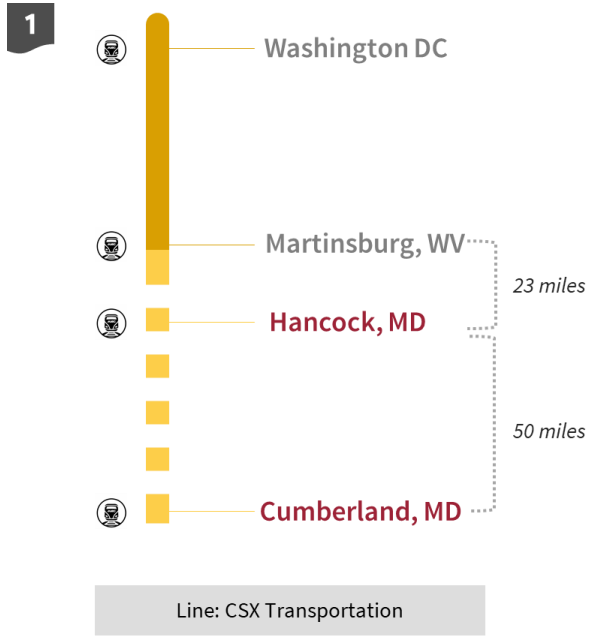 1
Washington DC
Martinsburg, WV
23 miles
Hancock, MD
50 miles
Cumberland, MD
Line: CSX Transportation